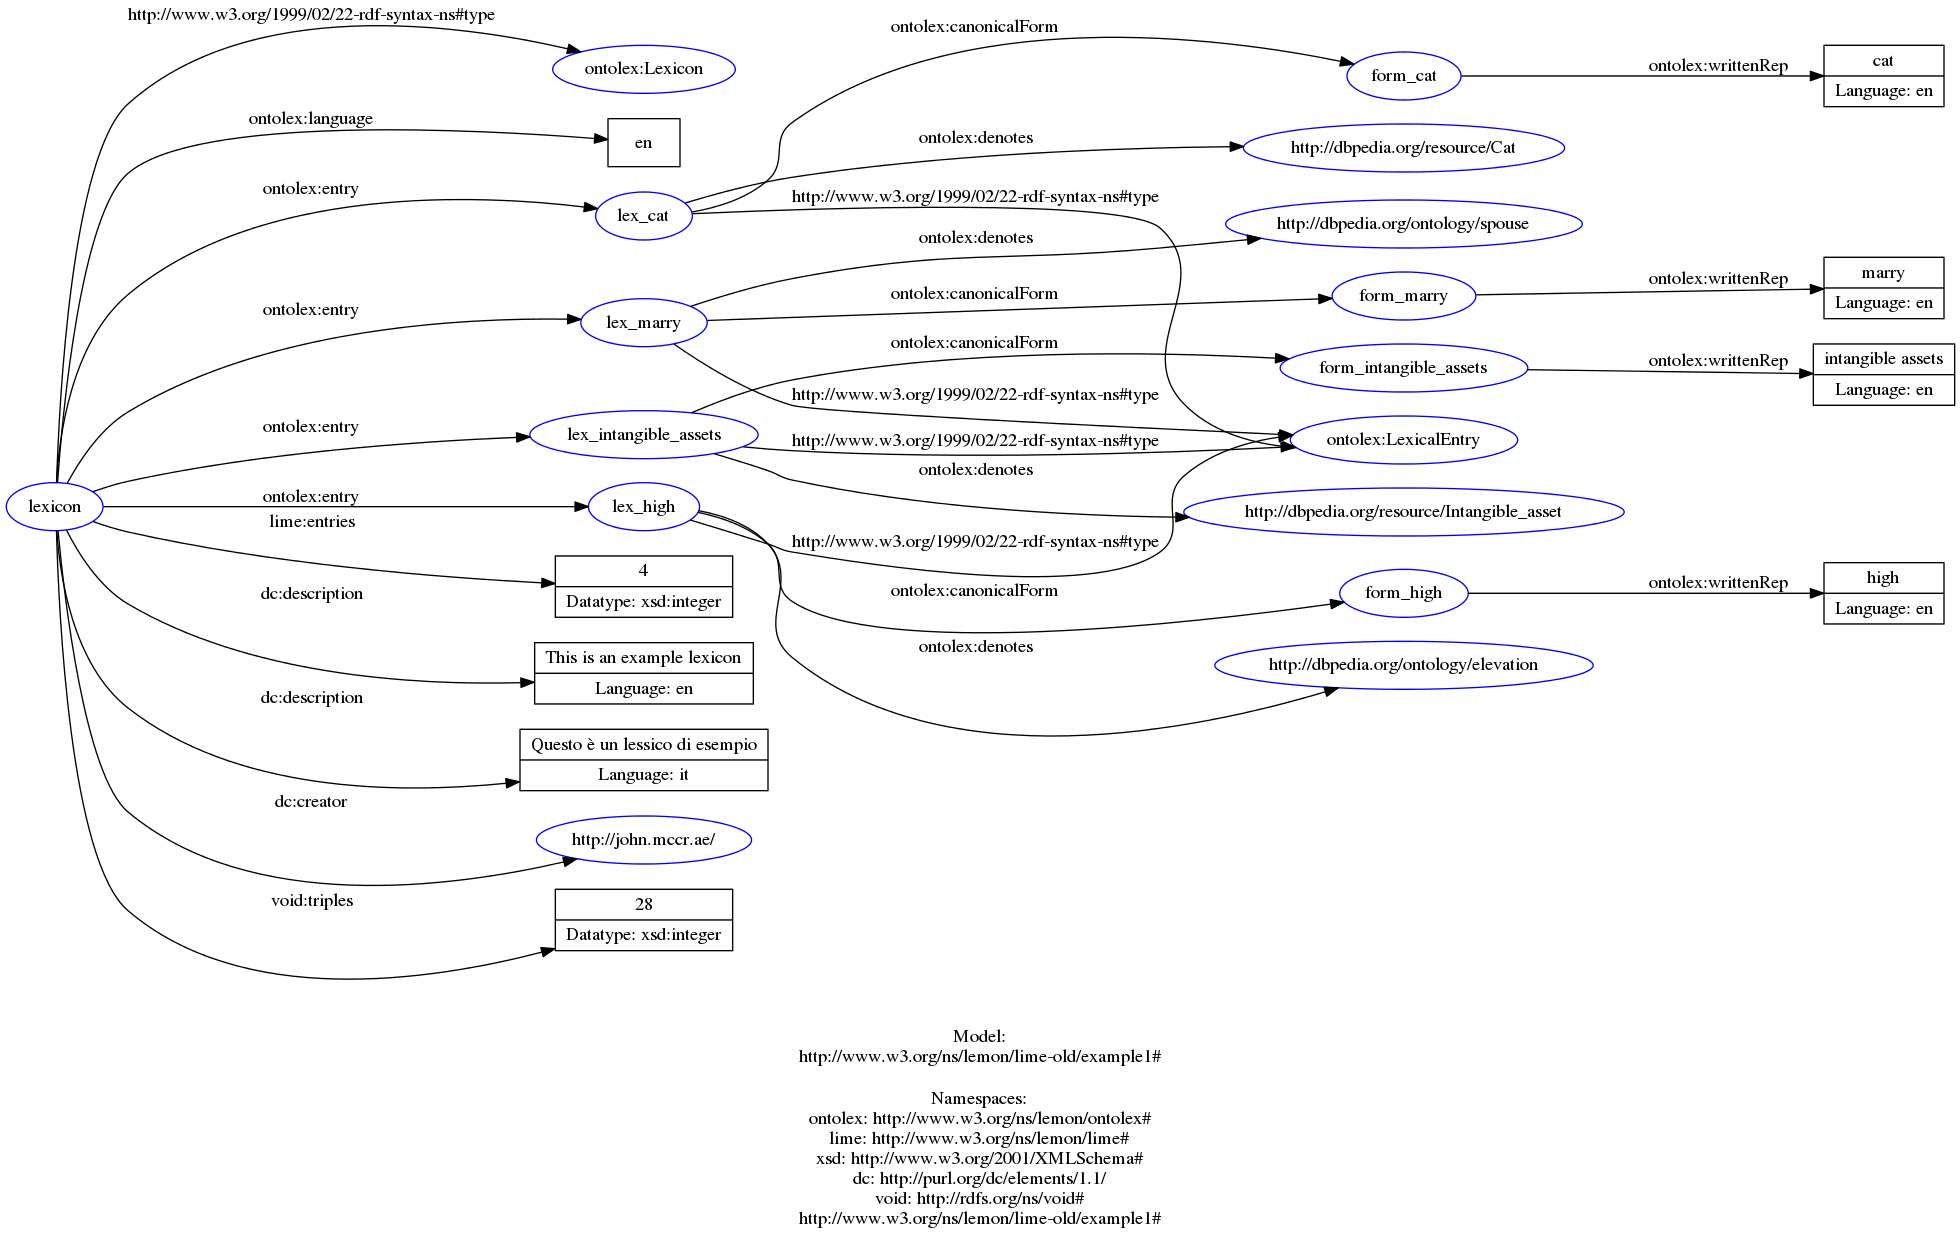 http://www.w3.org/1999/02/22-rdf-syntax-ns#type
ontolex:Lexicon
ontolex:language
en
ontolex:entry
lex_cat
ontolex:entry
lex_marry
ontolex:entry
lex_intangible_assets
lexicon
ontolex:entry
lex_high
lime:entries
4
Datatype: xsd:integer
dc:description
This is an example lexicon
Language: en
dc:description
Questo è un lessico di esempio
Language: it
dc:creator
http://john.mccr.ae/
void:triples
28
Datatype: xsd:integer
ontolex:canonicalForm
form_cat
ontolex:writtenRep
cat
Language: en
ontolex:denotes
http://dbpedia.org/resource/Cat
http://www.w3.org/1999/02/22-rdf-syntax-ns#type
ontolex:denotes
http://dbpedia.org/ontology/spouse
ontolex:canonicalForm
form_marry
ontolex:writtenRep
marry
Language: en
ontolex:canonicalForm
form_intangible_assets
ontolex:writtenRep
intangible assets
Language: en
http://www.w3.org/1999/02/22-rdf-syntax-ns#type
http://www.w3.org/1999/02/22-rdf-syntax-ns#type
ontolex:LexicalEntry
ontolex:denotes
http://dbpedia.org/resource/Intangible_asset
http://www.w3.org/1999/02/22-rdf-syntax-ns#type
ontolex:canonicalForm
form_high
ontolex:writtenRep
high
Language: en
ontolex:denotes
http://dbpedia.org/ontology/elevation
Model:
http://www.w3.org/ns/lemon/lime-old/example1#
Namespaces:
ontolex: http://www.w3.org/ns/lemon/ontolex#
lime: http://www.w3.org/ns/lemon/lime#
xsd: http://www.w3.org/2001/XMLSchema#
dc: http://purl.org/dc/elements/1.1/
void: http://rdfs.org/ns/void#
http://www.w3.org/ns/lemon/lime-old/example1#